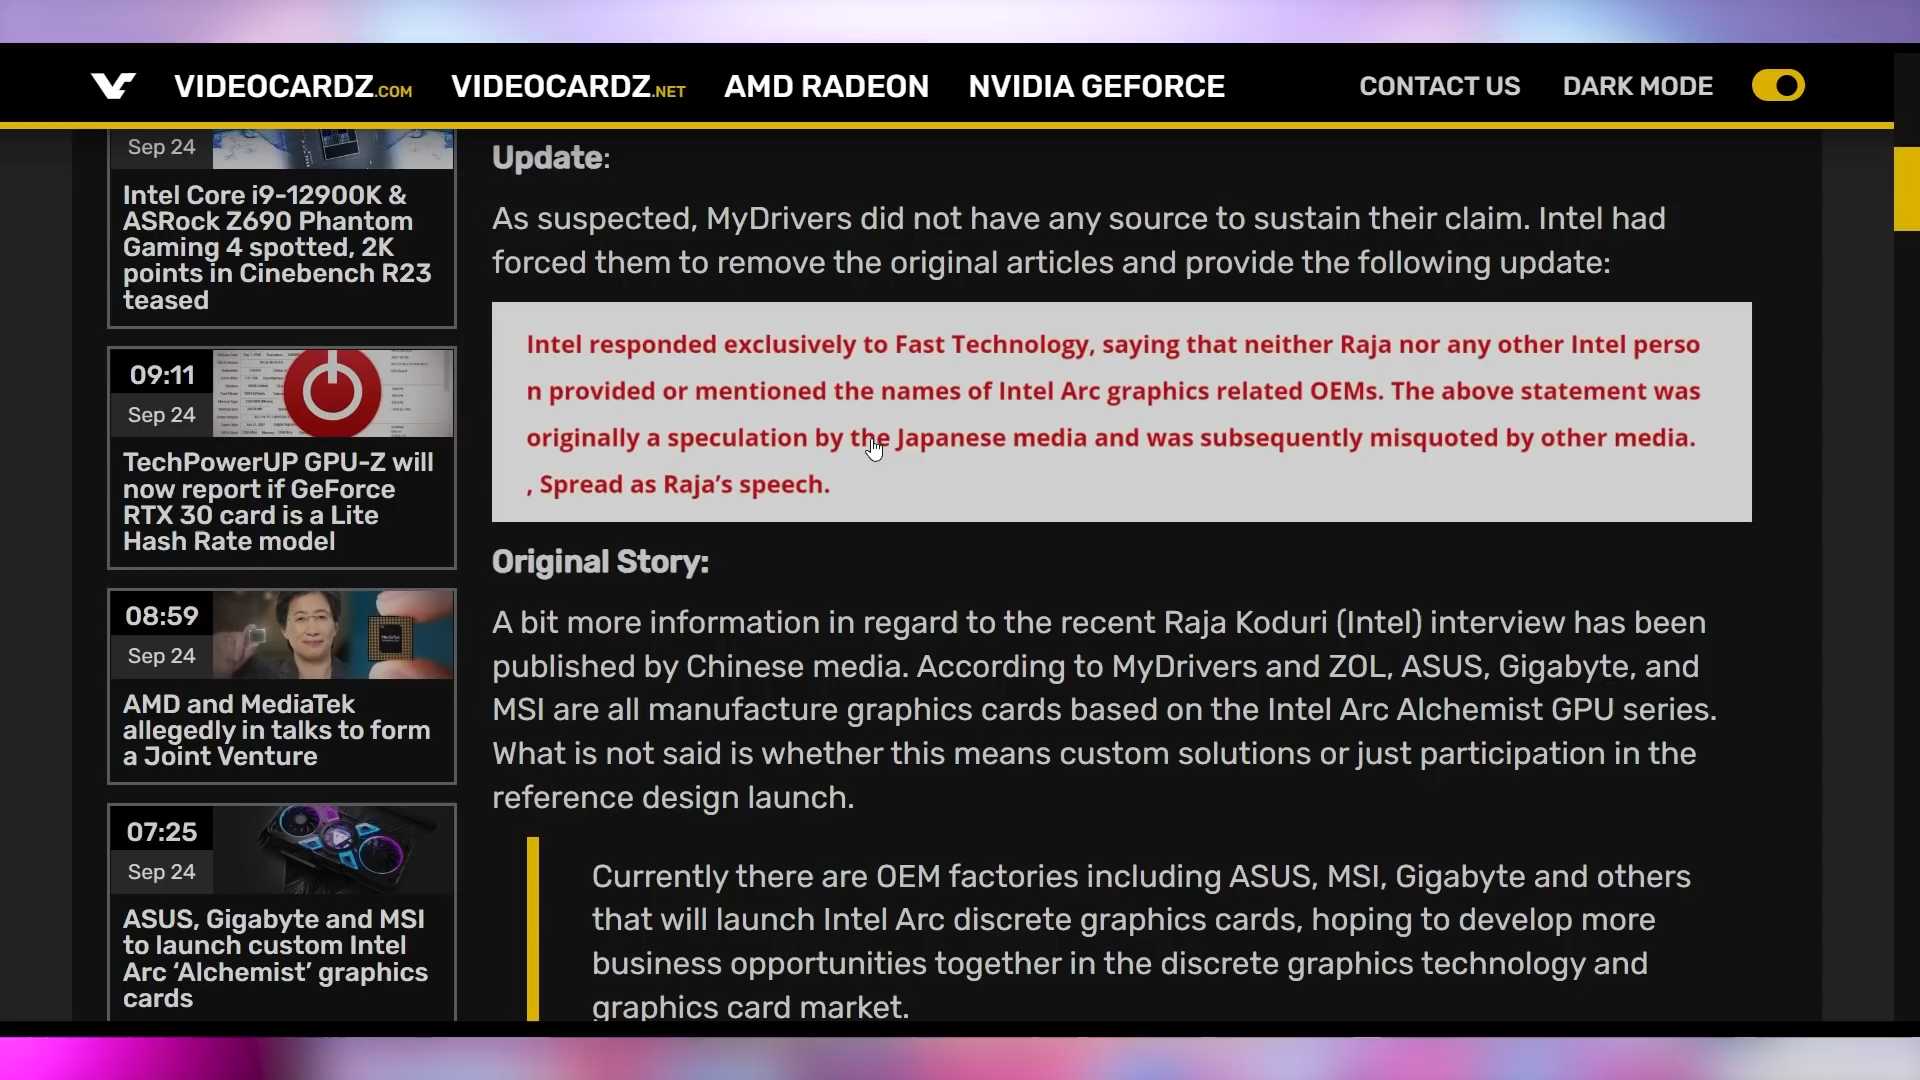 VIDEOCARDZ.COM VIDEOCARDZ.NET AMD RADEON NVIDIA GEFORCE CONTACT US DARK MODE
Sep 24
Intel Core i9-12900K &
ASRock Z690 Phantom
Gaming 4 spotted, 2K
points in Cinebench R23
teased
09:11
Sep 24
TechPowerUP GPU-Z will
now report if GeForce
RTX 30 card is a Lite
Hash Rate model
08:59
Sep 24
AMD and MediaTek
allegedly in talks to form
a Joint Venture
07:25
Sep 24
ASUS, Gigabyte and MSI
to launch custom Intel
Arc ‘Alchemist’ graphics
cards
Update:
As suspected, MyDrivers did not have any source to sustain their claim. Intel had
forced them to remove the original articles and provide the following update:
Intel responded exclusively to Fast Technology, saying that neither Raja nor any other Intel perso
n provided or mentioned the names of Intel Arc graphics related OEMs. The above statement was
originally a speculation by the Japanese media and was subsequently misquoted by other media.
, Spread as Raja’s speech.
Original Story:
A bit more information in regard to the recent Raja Koduri (Intel) interview has been
published by Chinese media. According to MyDrivers and ZOL, ASUS, Gigabyte, and
MSI are all manufacture graphics cards based on the Intel Arc Alchemist GPU series.
What is not said is whether this means custom solutions or just participation in the
reference design launch.
Currently there are OEM factories including ASUS, MSI, Gigabyte and others
that will launch Intel Arc discrete graphics cards, hoping to develop more
business opportunities together in the discrete graphics technology and
graphics card market.